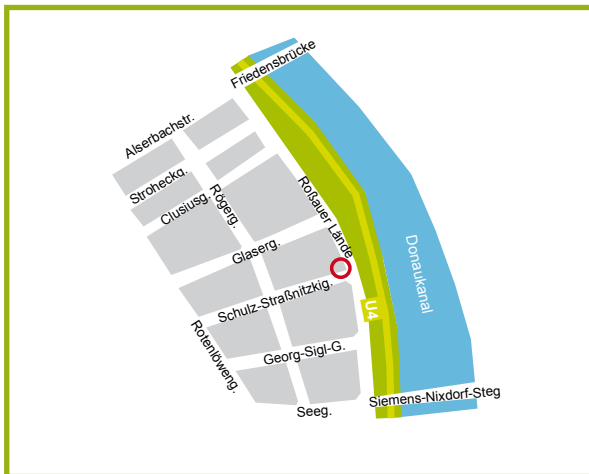 Friedensbrücke
Alserbachstr.
Stroheckg.
Clusiusg.
Rögerg.
Roßauer Lände
Glaserg.
Donaukanal
Schulz-Straßnitzkig.
U4
Rotenlöweng.
Georg-Sigl-G.
Siemens-Nixdorf-Steg
Seeg.